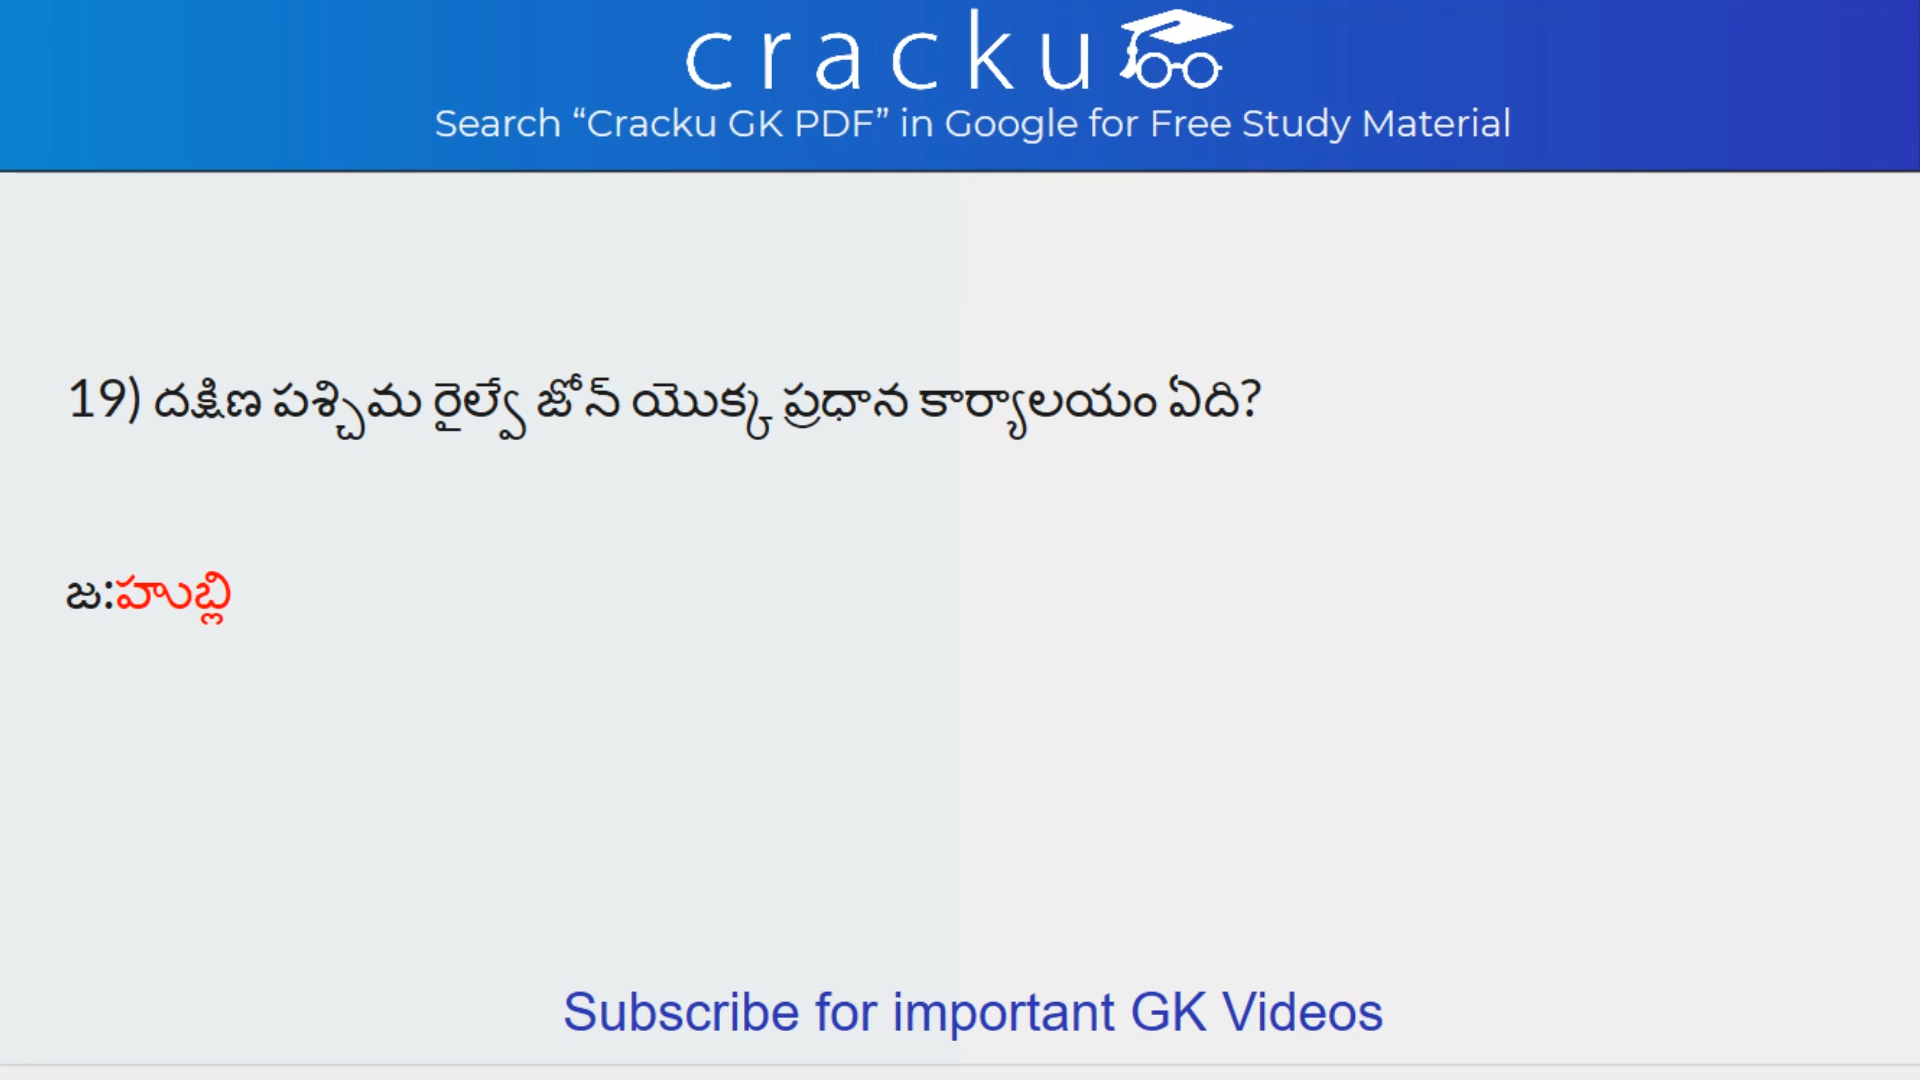 cracku
Search “Cracku GK PDF” in Google for Free Study Material
19) దక్షిణ పశ్చిమ రైల్వే జోన్ యొక్క ప్రధాన కార్యాలయం ఏది?
జ:హుబ్లి
Subscribe for important GK Videos